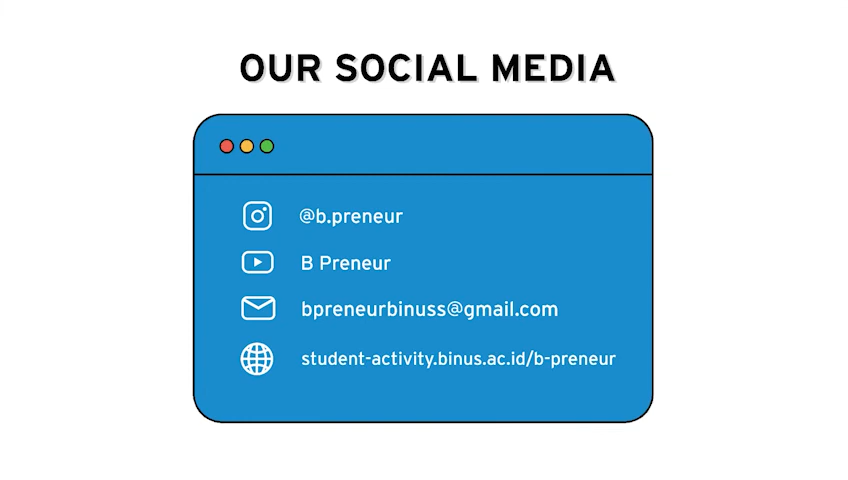 OUR SOCIAL MEDIA
@b.preneur
B Preneur
bpreneurbinuss@gmail.com
student-activity.binus.ac.id/b-preneur